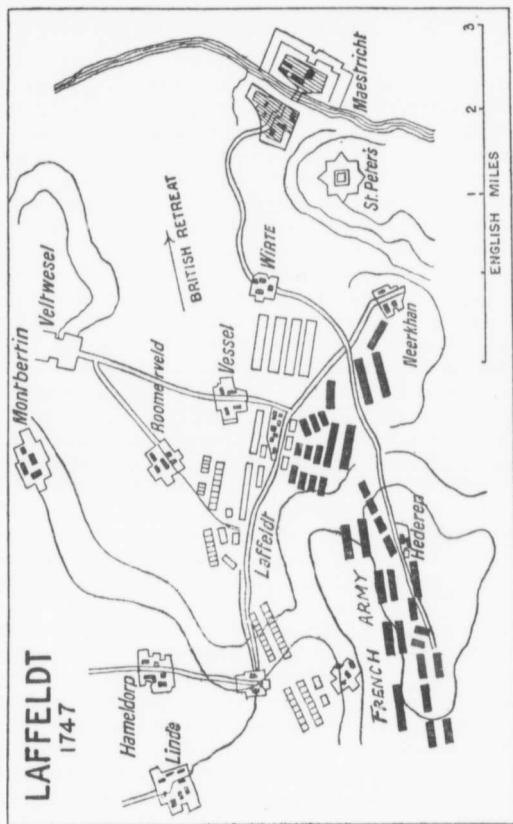 LAFFELDT
1747
Hameldorp
Linde
Montbertin
Veltwesel
Roomerveld
Vessel
Laffeldt
BRITISH RETREAT
WIRTE
Maestricht
St. Peter's
Neerkhan
Hederen
FRENCH ARMY
1 2 3
ENGLISH MILES